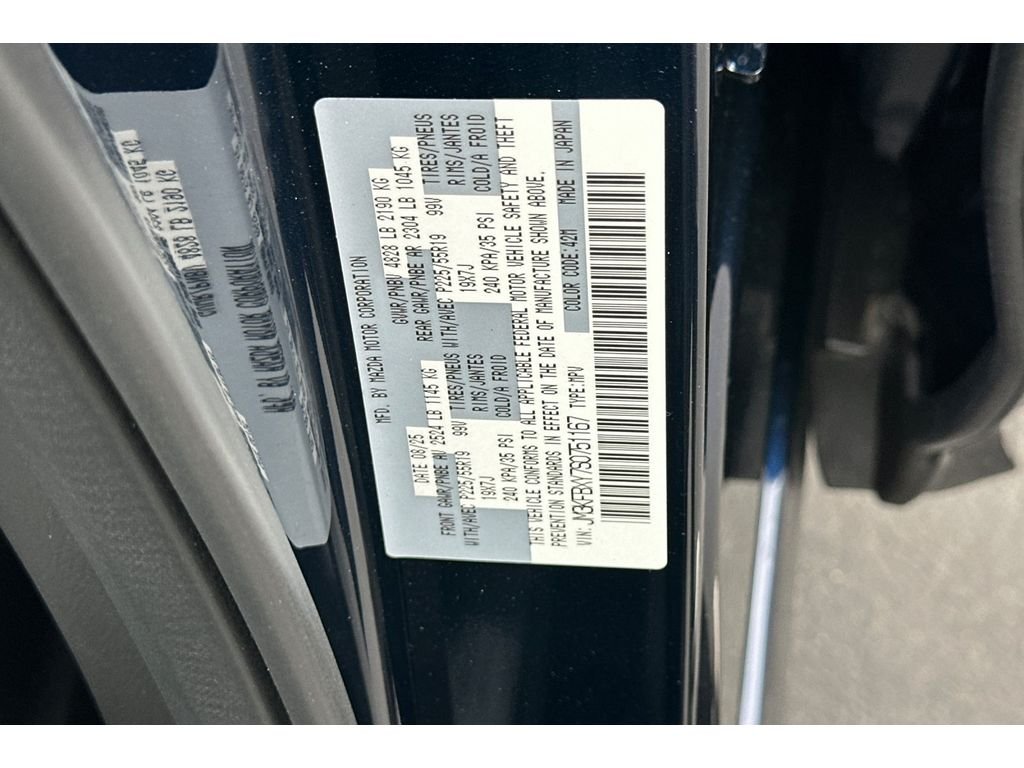 MFD. BY MAZDA MOTOR CORPORATION
DATE 08/25 GVWR/PNBV 4828 LB 2190 KG
FRONT GAWR/PNBE AV 2524 LB 1145 KG REAR GAWR/PNBE AR 2304 LB 1045 KG
WITH/AVEC P225/55R19 99V TIRES/PNEUS WITH/AVEC P225/55R19 99V TIRES/PNEUS
19X7J RIMS/JANTES 19X7J RIMS/JANTES
240 KPA/35 PSI COLD/A FROID 240 KPA/35 PSI COLD/A FROID
THIS VEHICLE CONFORMS TO ALL APPLICABLE FEDERAL MOTOR VEHICLE SAFETY AND THEFT
PREVENTION STANDARDS IN EFFECT ON THE DATE OF MANUFACTURE SHOWN ABOVE.
VIN: JM3KFBXY7S0751167 TYPE:MPV COLOR CODE:42M MADE IN JAPAN